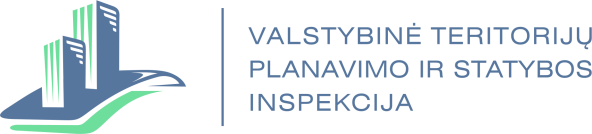 VALSTYBINĖ TERITORIJŲ
PLANAVIMO IR STATYBOS
INSPEKCIJA